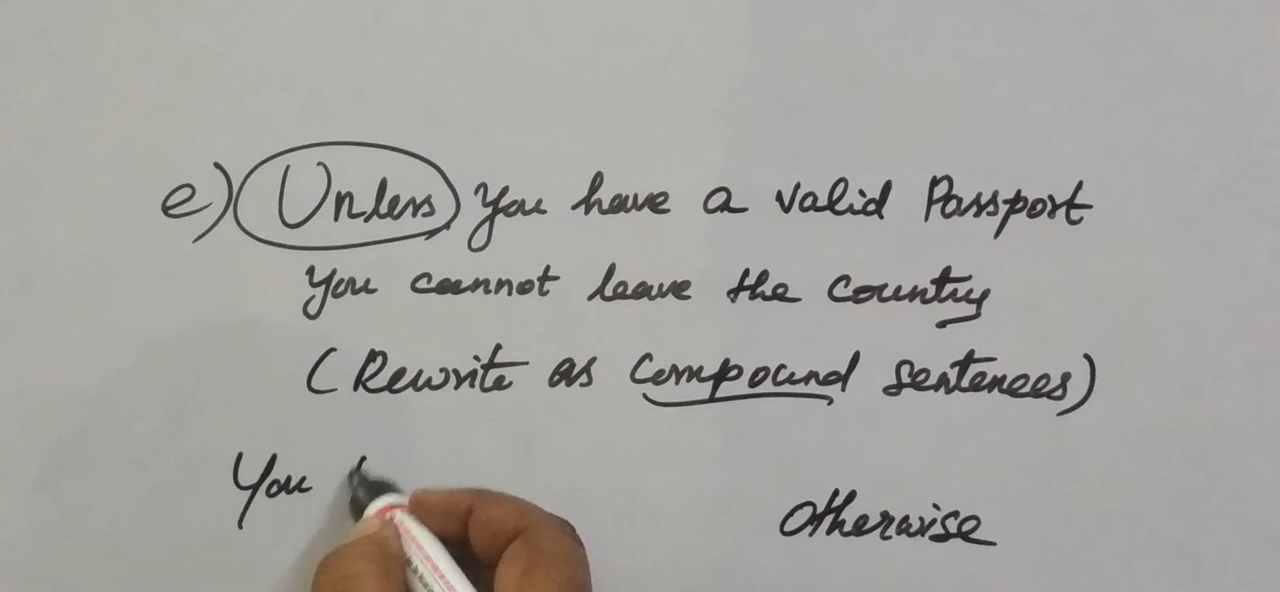 e) Unless you have a valid Passport
you cannot leave the country
(Rewrite as compound sentences)
You
otherwise